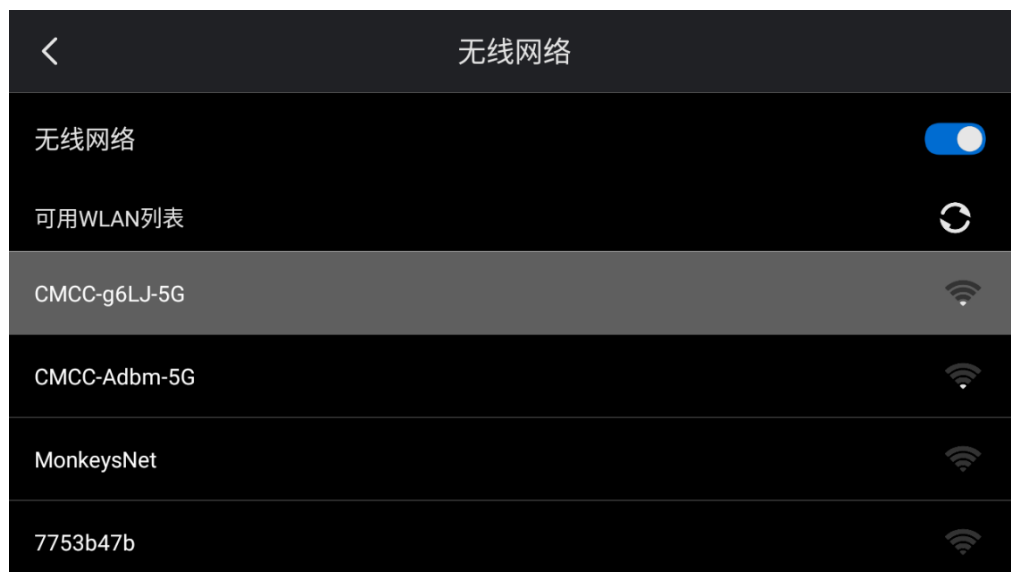 无线网络
无线网络
可用WLAN列表
CMCC-g6LJ-5G
CMCC-Adbm-5G
MonkeysNet
7753b47b